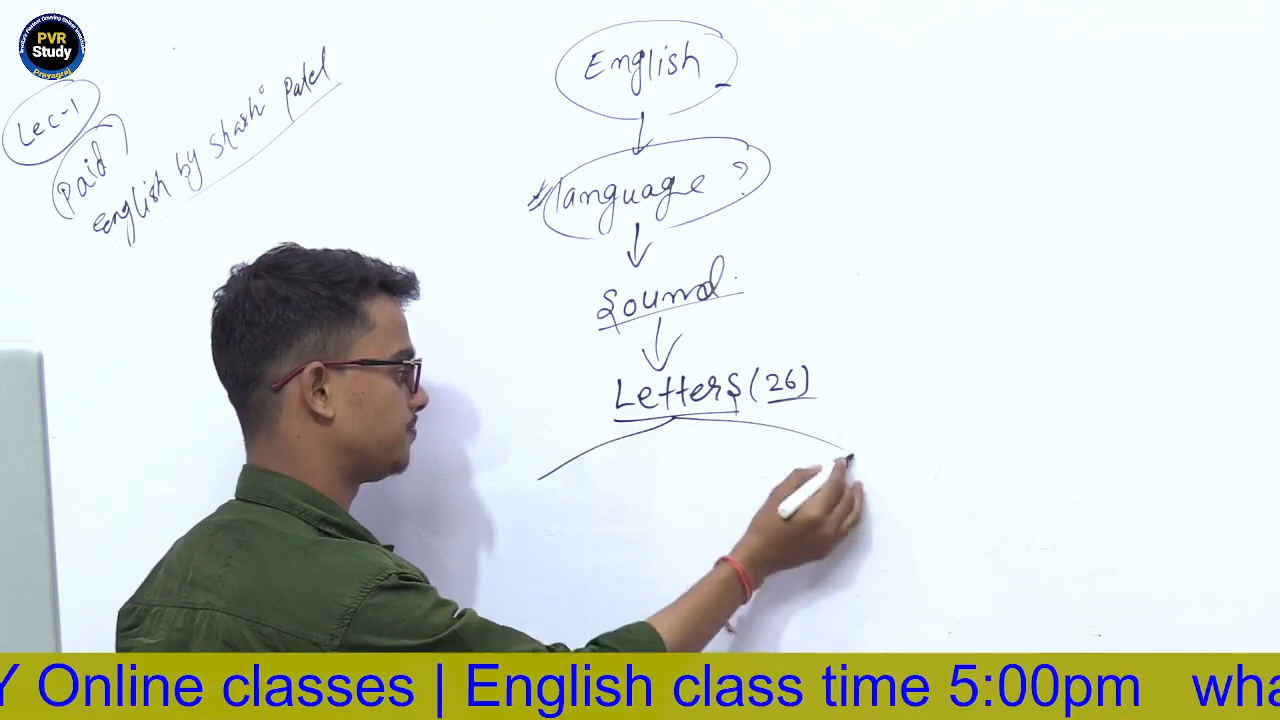 PVR
Study
Prayagraj
Lec-1
Paid
English by Shashi Patel
English
language ?
Sound
Letters (26)
Y Online classes | English class time 5:00pm wha